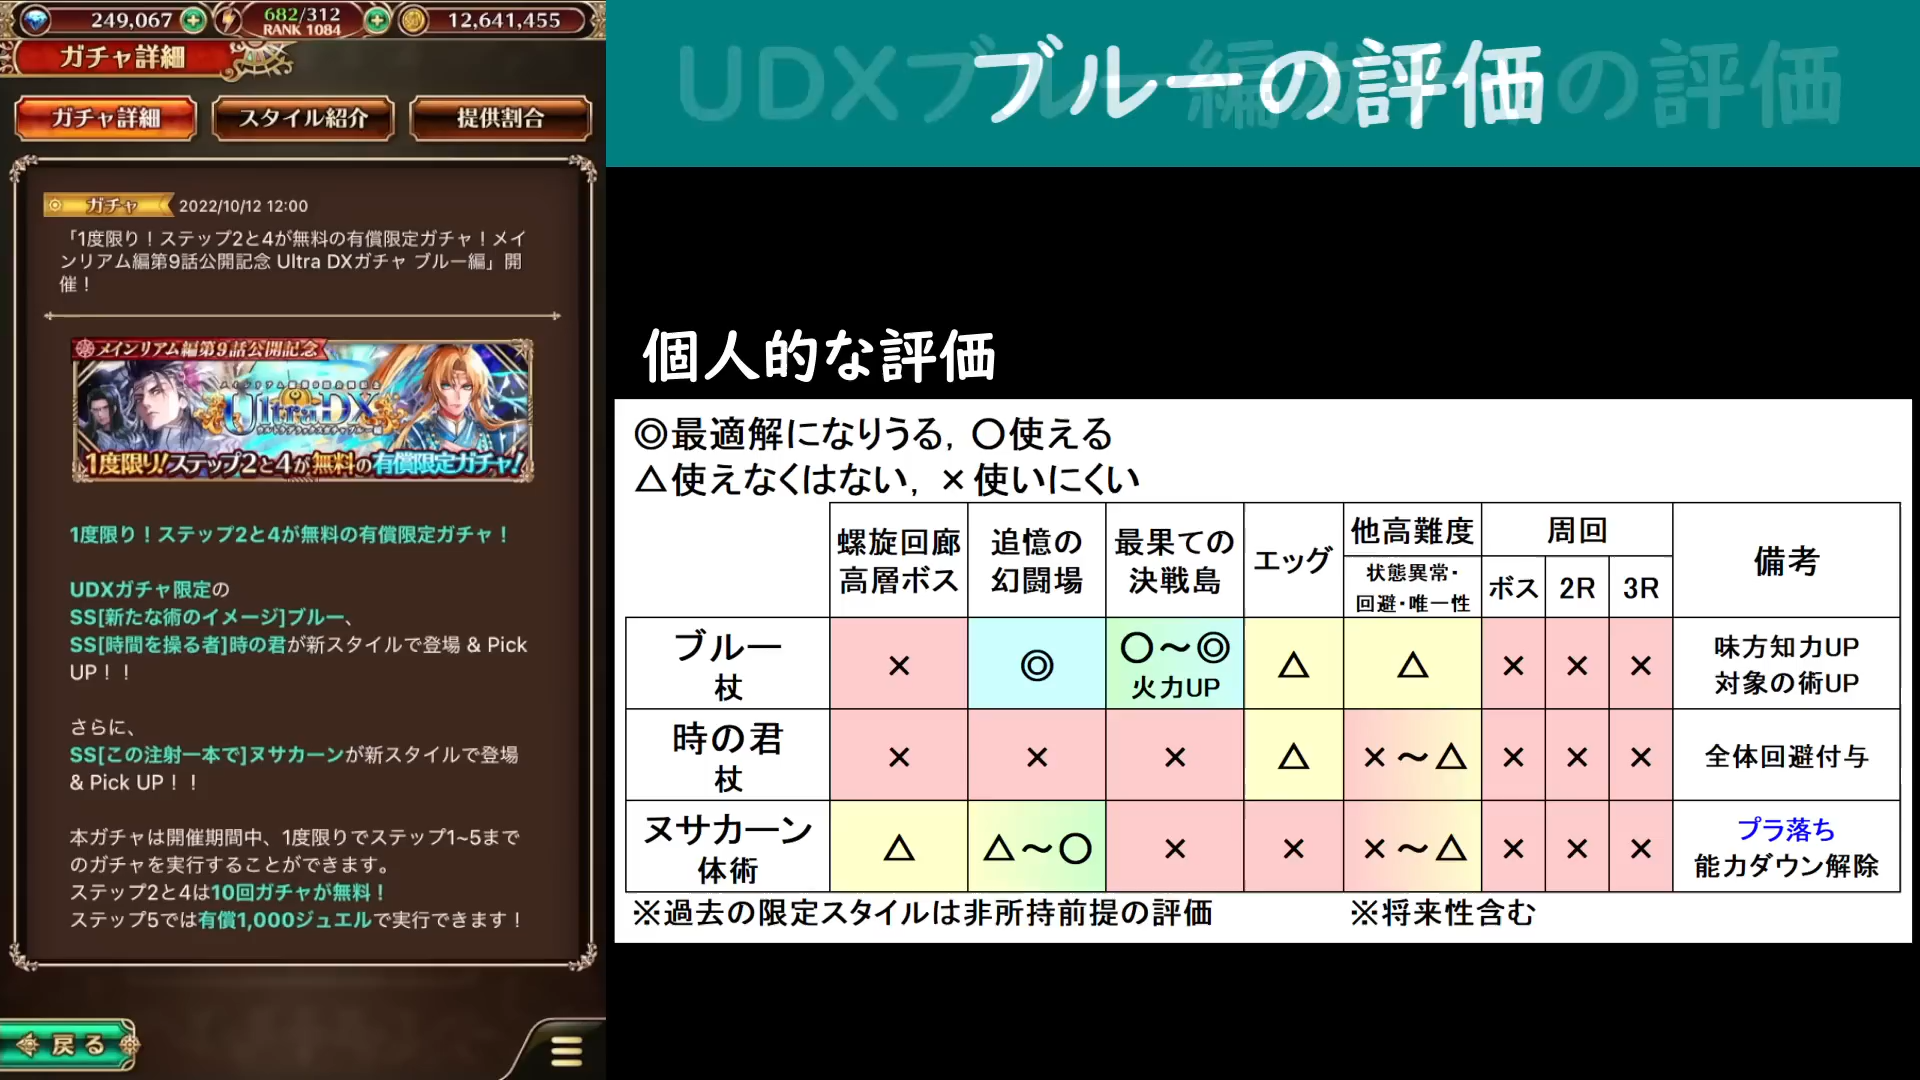 249,067
682/312
RANK 1084
12,641,455
ガチャ詳細
ガチャ詳細
スタイル紹介
提供割合
ガチャ 2022/10/12 12:00
「1度限り！ステップ2と4が無料の有償限定ガチャ！メイ
ンリアム編第9話公開記念 Ultra DXガチャ ブルー編」開
催！
メインリアム編第9話公開記念
UltraDX
1度限り!ステップ2と4が無料の有償限定ガチャ!
1度限り！ステップ2と4が無料の有償限定ガチャ！
UDXガチャ限定の
SS[新たな術のイメージ]ブルー、
SS[時間を操る者]時の君が新スタイルで登場 & Pick
UP！！
さらに、
SS[この注射一本で]ヌサカーンが新スタイルで登場
& Pick UP！！
本ガチャは開催期間中、1度限りでステップ1~5まで
のガチャを実行することができます。
ステップ2と4は10回ガチャが無料！
ステップ5では有償1,000ジュエルで実行できます！
戻る
ブルーの評価
個人的な評価
◎最適解になりうる, 〇使える
△使えなくはない, ×使いにくい
螺旋回廊
高層ボス
追憶の
幻闘場
最果ての
決戦島
エッグ
他高難度
状態異常・
回避・唯一性
周回
ボス 2R 3R
備考
ブルー
杖
× ◎ 〇～◎
火力UP
△ △ × × ×
味方知力UP
対象の術UP
時の君
杖
× × × △ ×～△ × × × 全体回避付与
ヌサカーン
体術
△ △～〇 × × ×～△ × × ×
プラ落ち
能力ダウン解除
※過去の限定スタイルは非所持前提の評価 ※将来性含む